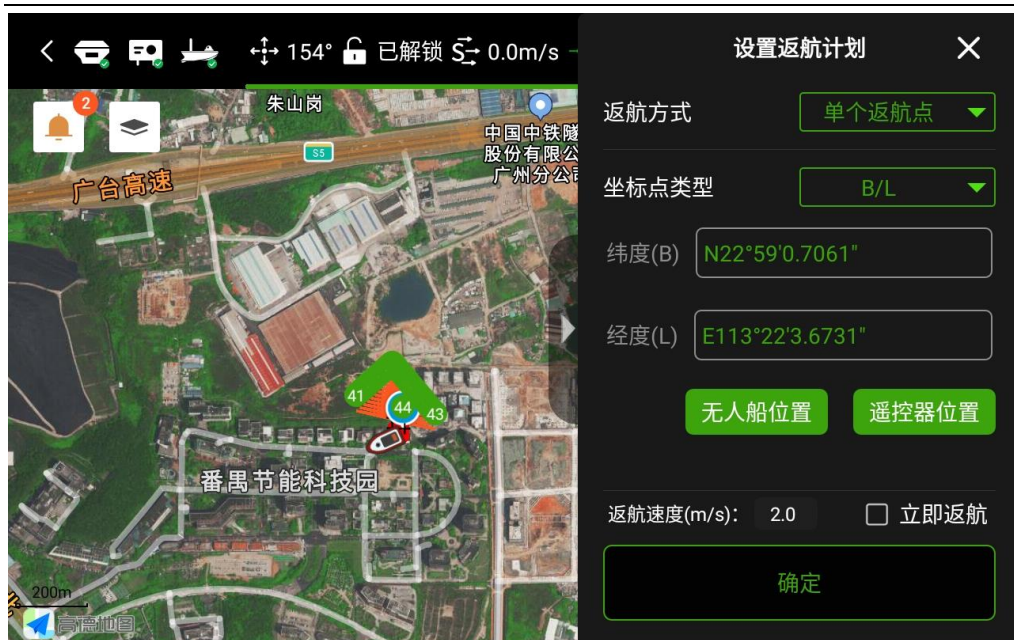 154° 已解锁 0.0m/s
设置返航计划
2
朱山岗
中国中铁隧
股份有限公
广州分公司
S5
广台高速
返航方式 单个返航点
坐标点类型 B/L
纬度(B) N22°59'0.7061"
经度(L) E113°22'3.6731"
无人船位置 遥控器位置
41
44
43
番禺节能科技园
返航速度(m/s): 2.0 立即返航
确定
200m
高德地图